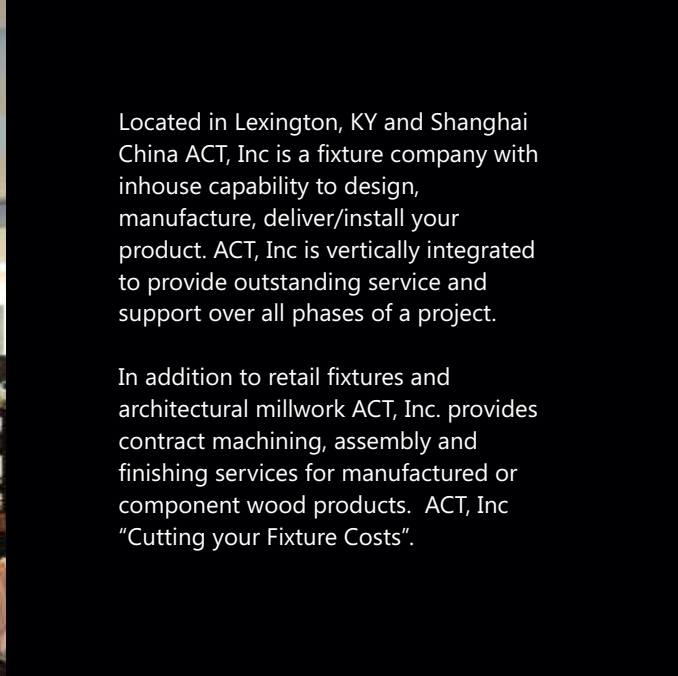 Located in Lexington, KY and Shanghai
China ACT, Inc is a fixture company with
inhouse capability to design,
manufacture, deliver/install your
product. ACT, Inc is vertically integrated
to provide outstanding service and
support over all phases of a project.
In addition to retail fixtures and
architectural millwork ACT, Inc. provides
contract machining, assembly and
finishing services for manufactured or
component wood products.  ACT, Inc
“Cutting your Fixture Costs”.